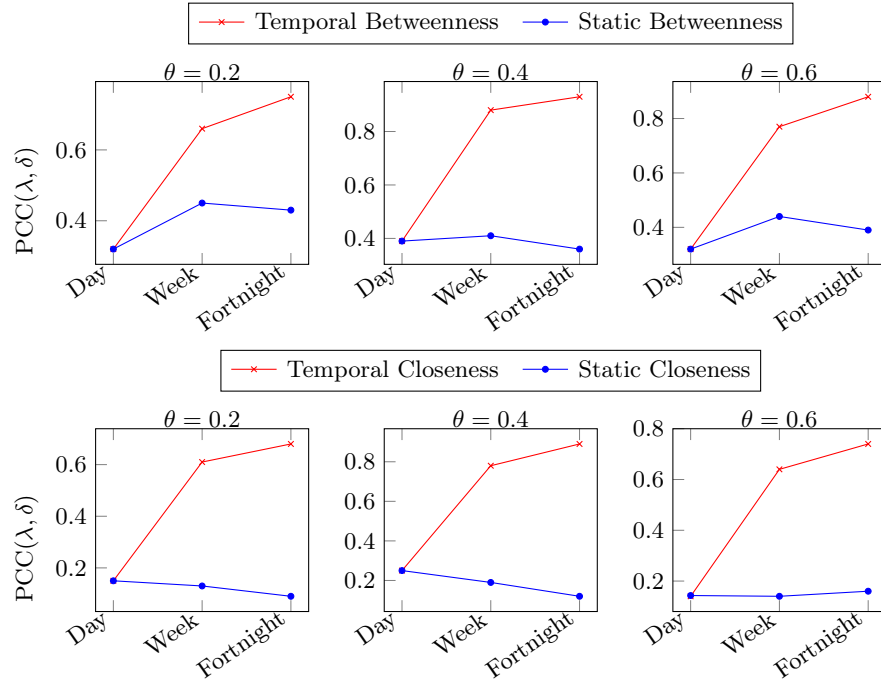 Temporal Betweenness Static Betweenness
θ = 0.2 θ = 0.4 θ = 0.6
PCC(λ, δ)
0.6
0.4
Day Week Fortnight
0.8
0.6
0.4
Day Week Fortnight
0.8
0.6
0.4
Day Week Fortnight
Temporal Closeness Static Closeness
θ = 0.2 θ = 0.4 θ = 0.6
PCC(λ, δ)
0.6
0.4
0.2
Day Week Fortnight
0.8
0.6
0.4
0.2
Day Week Fortnight
0.8
0.6
0.4
0.2
Day Week Fortnight